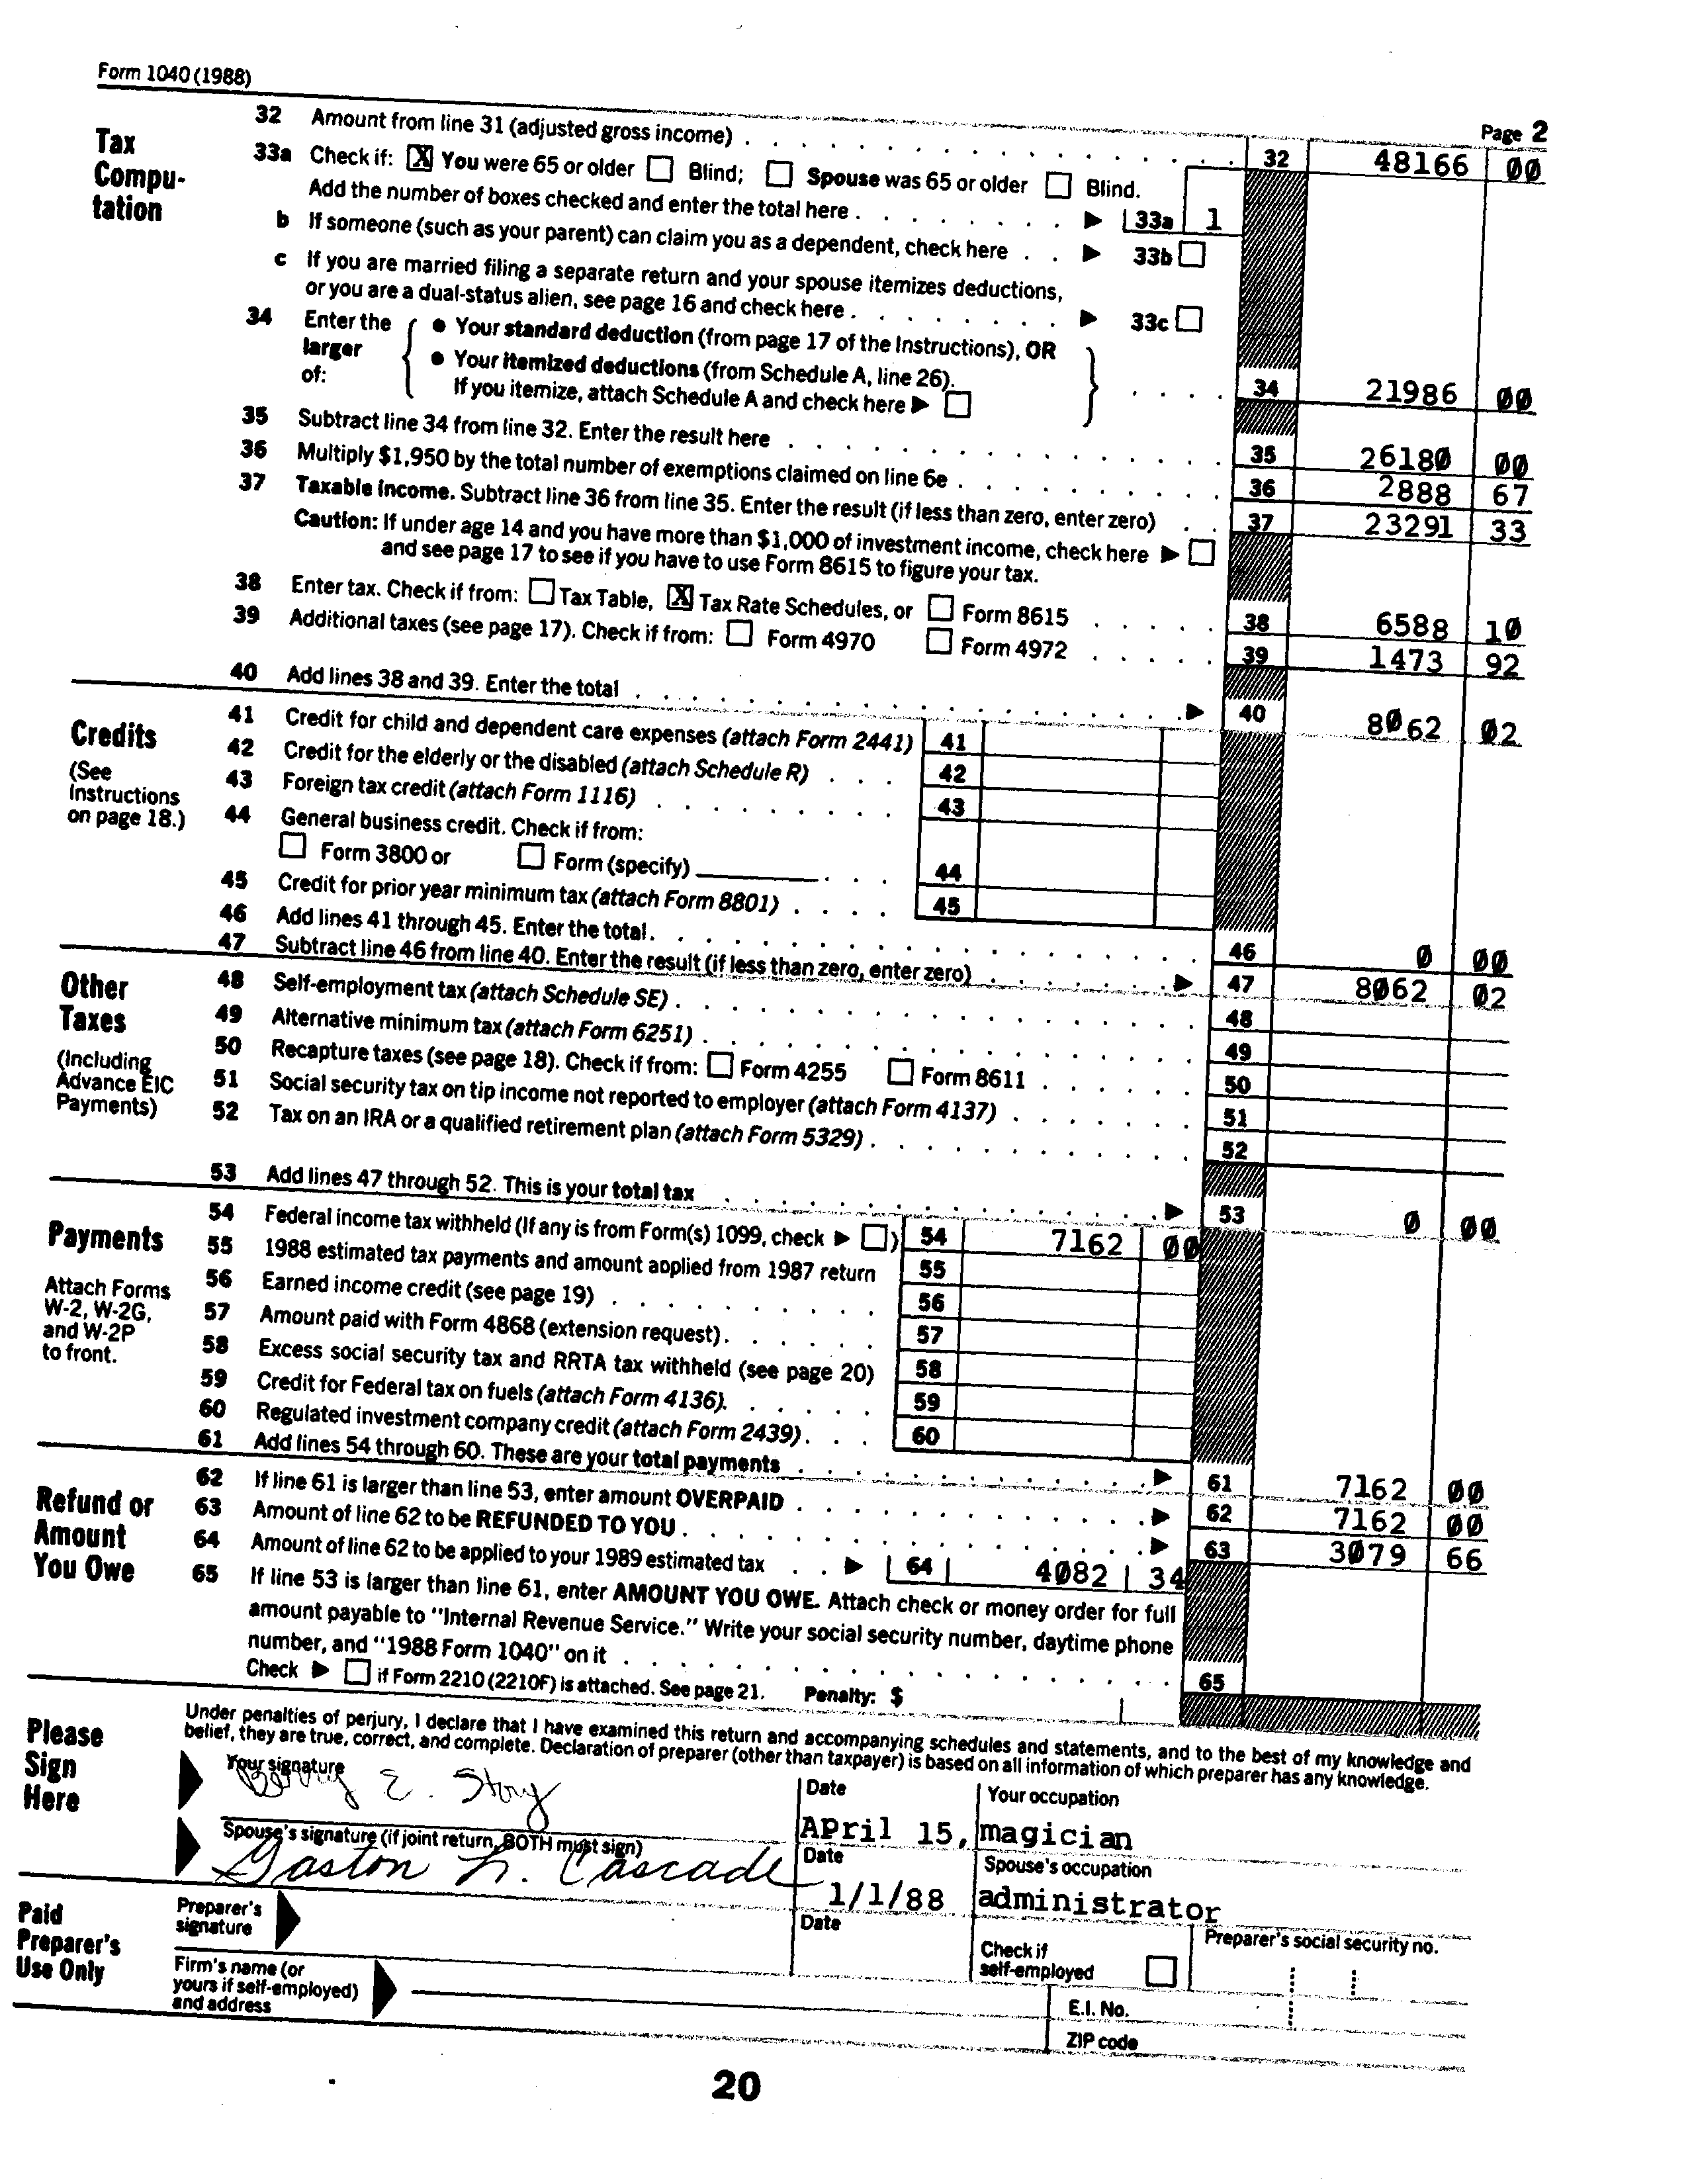 Form 1040 (1988)
Page 2
Tax Compu-tation
32 Amount from line 31 (adjusted gross income) . . . . 32 48166 00
33a Check if: [X] You were 65 or older [ ] Blind; [ ] Spouse was 65 or older [ ] Blind.
Add the number of boxes checked and enter the total here . . . . ▶ 33a 1
b If someone (such as your parent) can claim you as a dependent, check here . . ▶ 33b [ ]
c If you are married filing a separate return and your spouse itemizes deductions,
or you are a dual-status alien, see page 16 and check here . . . . ▶ 33c [ ]
34 Enter the larger of:
● Your standard deduction (from page 17 of the Instructions), OR
● Your itemized deductions (from Schedule A, line 26).
If you itemize, attach Schedule A and check here ▶ [ ] . . . . 34 21986 00
35 Subtract line 34 from line 32. Enter the result here . . . . 35 26180 00
36 Multiply $1,950 by the total number of exemptions claimed on line 6e . . . . 36 2888 67
37 Taxable income. Subtract line 36 from line 35. Enter the result (if less than zero, enter zero) . . 37 23291 33
Caution: If under age 14 and you have more than $1,000 of investment income, check here ▶ [ ]
and see page 17 to see if you have to use Form 8615 to figure your tax.
38 Enter tax. Check if from: [ ] Tax Table, [X] Tax Rate Schedules, or [ ] Form 8615 . . . . 38 6588 10
39 Additional taxes (see page 17). Check if from: [ ] Form 4970 [ ] Form 4972 . . . . 39 1473 92
40 Add lines 38 and 39. Enter the total . . . . ▶ 40 8062 02
Credits
(See Instructions on page 18.)
41 Credit for child and dependent care expenses (attach Form 2441) 41
42 Credit for the elderly or the disabled (attach Schedule R) . . . 42
43 Foreign tax credit (attach Form 1116) . . . . 43
44 General business credit. Check if from:
[ ] Form 3800 or [ ] Form (specify) ________ . . . 44
45 Credit for prior year minimum tax (attach Form 8801) . . . . 45
46 Add lines 41 through 45. Enter the total . . . . 46 0 00
47 Subtract line 46 from line 40. Enter the result (if less than zero, enter zero) . . . . ▶ 47 8062 02
Other Taxes
(Including Advance EIC Payments)
48 Self-employment tax (attach Schedule SE) . . . . 48
49 Alternative minimum tax (attach Form 6251) . . . . 49
50 Recapture taxes (see page 18). Check if from: [ ] Form 4255 [ ] Form 8611 . . . . 50
51 Social security tax on tip income not reported to employer (attach Form 4137) . . . . 51
52 Tax on an IRA or a qualified retirement plan (attach Form 5329) . . . . 52
53 Add lines 47 through 52. This is your total tax . . . . ▶ 53 0 00
Payments
Attach Forms W-2, W-2G, and W-2P to front.
54 Federal income tax withheld (If any is from Form(s) 1099, check ▶ [ ]) 54 7162 00
55 1988 estimated tax payments and amount applied from 1987 return 55
56 Earned income credit (see page 19) . . . . 56
57 Amount paid with Form 4868 (extension request) . . . . 57
58 Excess social security tax and RRTA tax withheld (see page 20) 58
59 Credit for Federal tax on fuels (attach Form 4136). . . . 59
60 Regulated investment company credit (attach Form 2439) . . . 60
61 Add lines 54 through 60. These are your total payments . . . . ▶ 61 7162 00
Refund or Amount You Owe
62 If line 61 is larger than line 53, enter amount OVERPAID . . . . ▶ 62 7162 00
63 Amount of line 62 to be REFUNDED TO YOU . . . . ▶ 63 3079 66
64 Amount of line 62 to be applied to your 1989 estimated tax . . ▶ 64 4082 34
65 If line 53 is larger than line 61, enter AMOUNT YOU OWE. Attach check or money order for full
amount payable to "Internal Revenue Service." Write your social security number, daytime phone
number, and "1988 Form 1040" on it . . . . 65
Check ▶ [ ] if Form 2210 (2210F) is attached. See page 21. Penalty: $
Please Sign Here
Under penalties of perjury, I declare that I have examined this return and accompanying schedules and statements, and to the best of my knowledge and
belief, they are true, correct, and complete. Declaration of preparer (other than taxpayer) is based on all information of which preparer has any knowledge.
Your signature
E. Story
Date
April 15,
Your occupation
magician
Spouse's signature (if joint return, BOTH must sign)
Gaston L. Cascade
Date
1/1/88
Spouse's occupation
administrator
Paid Preparer's Use Only
Preparer's signature
Date
Check if self-employed [ ]
Preparer's social security no.
Firm's name (or yours if self-employed) and address
E.I. No.
ZIP code
20